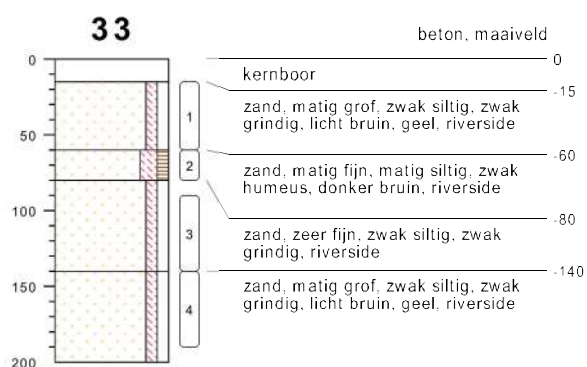 33
beton, maaiveld
0
0
kernboor
-15
zand, matig grof, zwak siltig, zwak
grindig, licht bruin, geel, riverside
1
50
-60
zand, matig fijn, matig siltig, zwak
humeus, donker bruin, riverside
2
-80
100
zand, zeer fijn, zwak siltig, zwak
grindig, riverside
3
-140
150
zand, matig grof, zwak siltig, zwak
grindig, licht bruin, geel, riverside
4
200